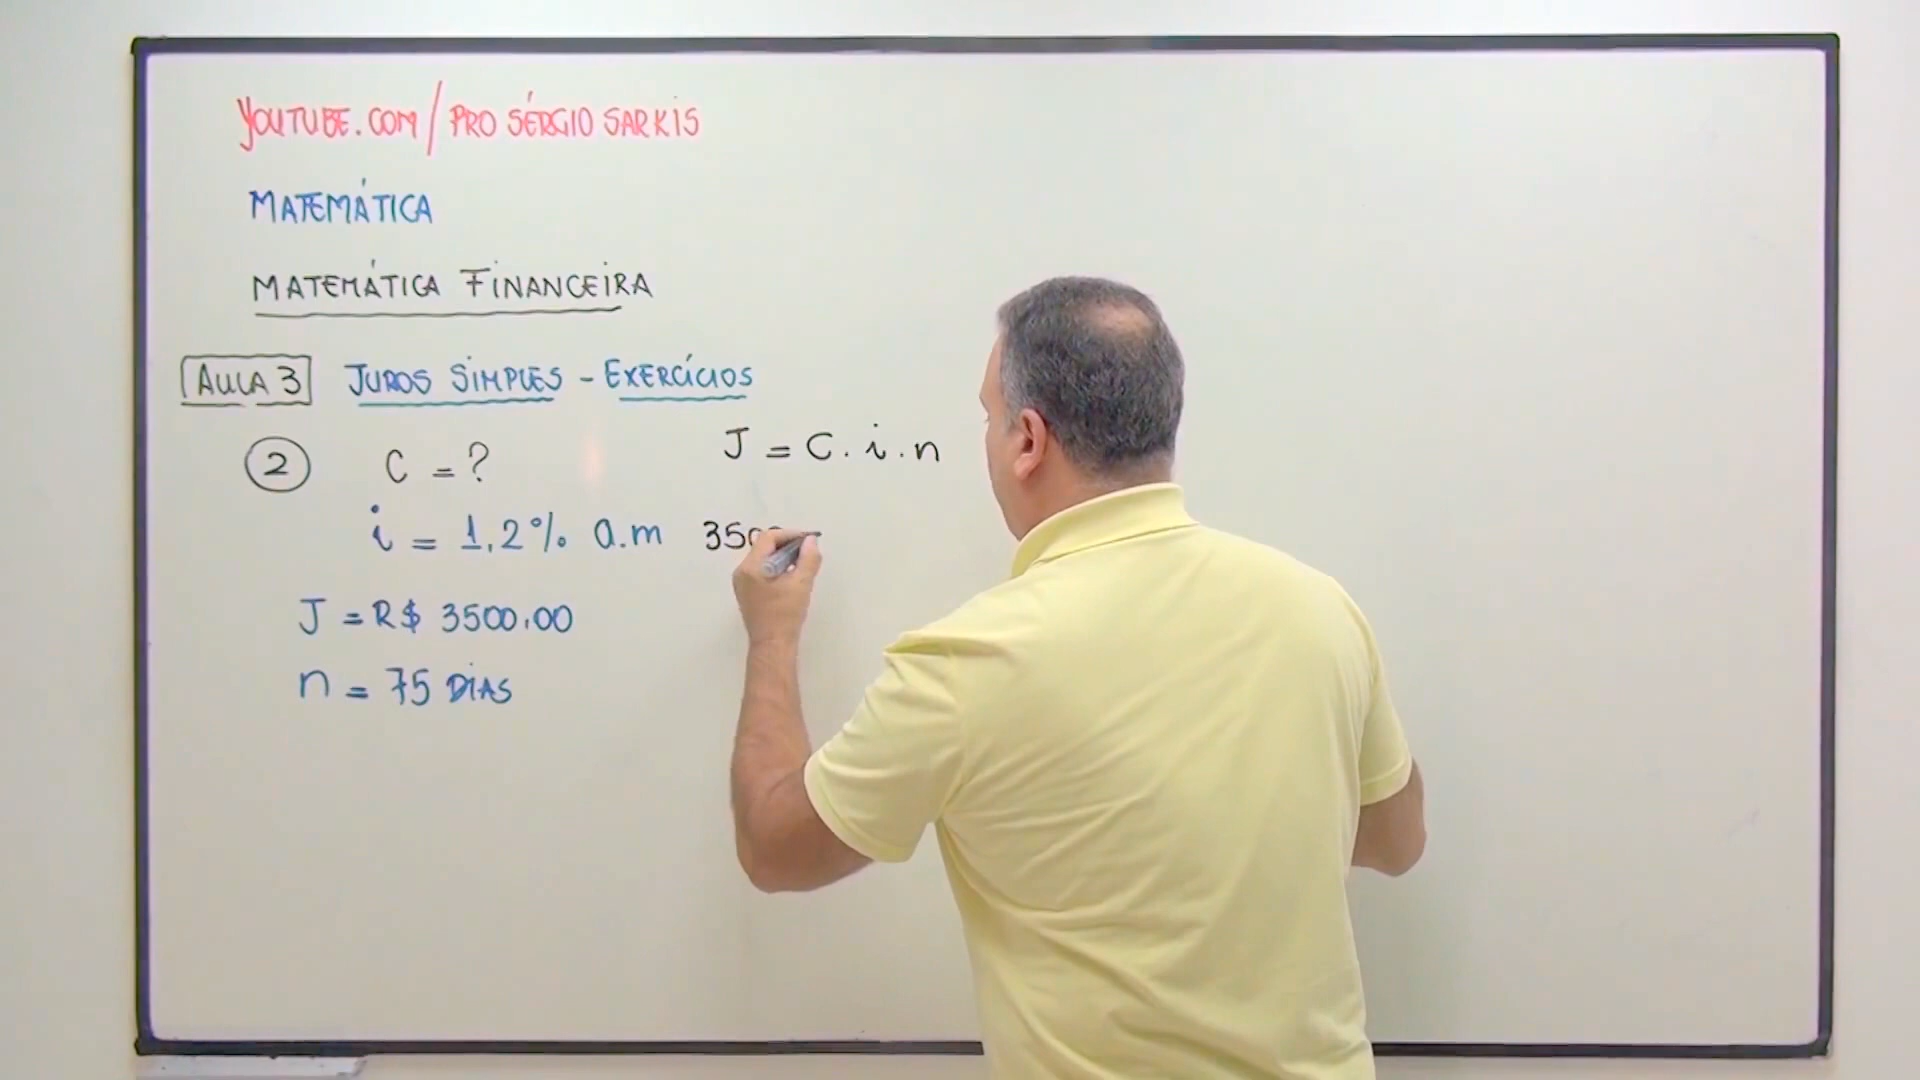 YOUTUBE.COM/PRO SÉRGIO SARKIS
MATEMÁTICA
MATEMÁTICA FINANCEIRA
AULA 3 JUROS SIMPLES - EXERCÍCIOS
2 C = ? J = C. i. n
i = 1,2% a.m
J = R$ 3500,00
n = 75 DIAS